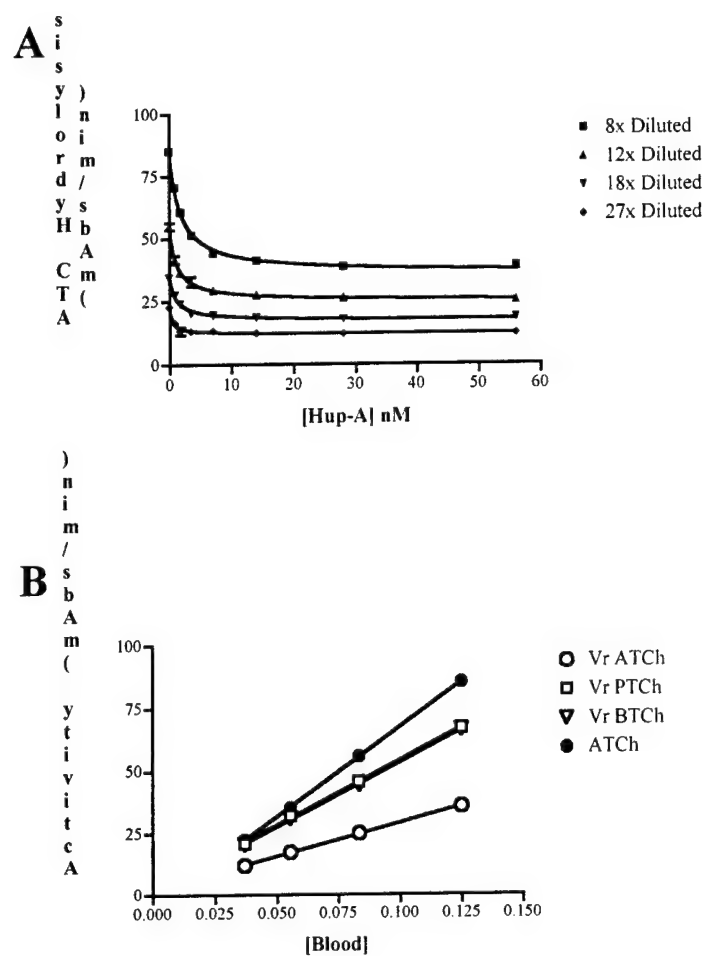 A
ATC Hydrolysis
(mAbs/min)
100
75
50
25
0
0 10 20 30 40 50 60
[Hup-A] nM
8x Diluted
12x Diluted
18x Diluted
27x Diluted
B
Activity (mAbs/min)
100
75
50
25
0
0.000 0.025 0.050 0.075 0.100 0.125 0.150
[Blood]
Vr ATCh
Vr PTCh
Vr BTCh
ATCh